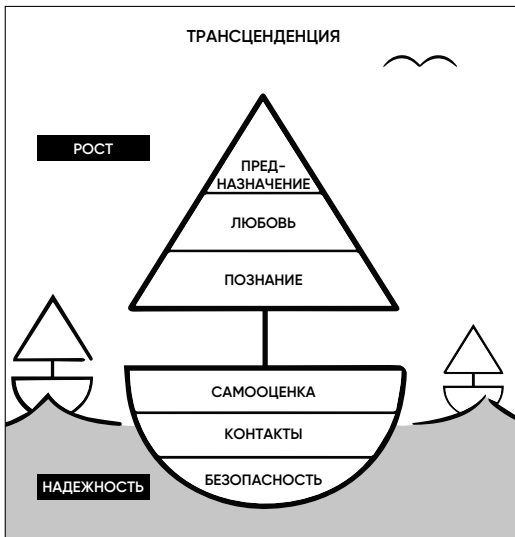 ТРАНСЦЕНДЕНЦИЯ
РОСТ
ПРЕД-
НАЗНАЧЕНИЕ
ЛЮБОВЬ
ПОЗНАНИЕ
САМООЦЕНКА
КОНТАКТЫ
БЕЗОПАСНОСТЬ
НАДЕЖНОСТЬ